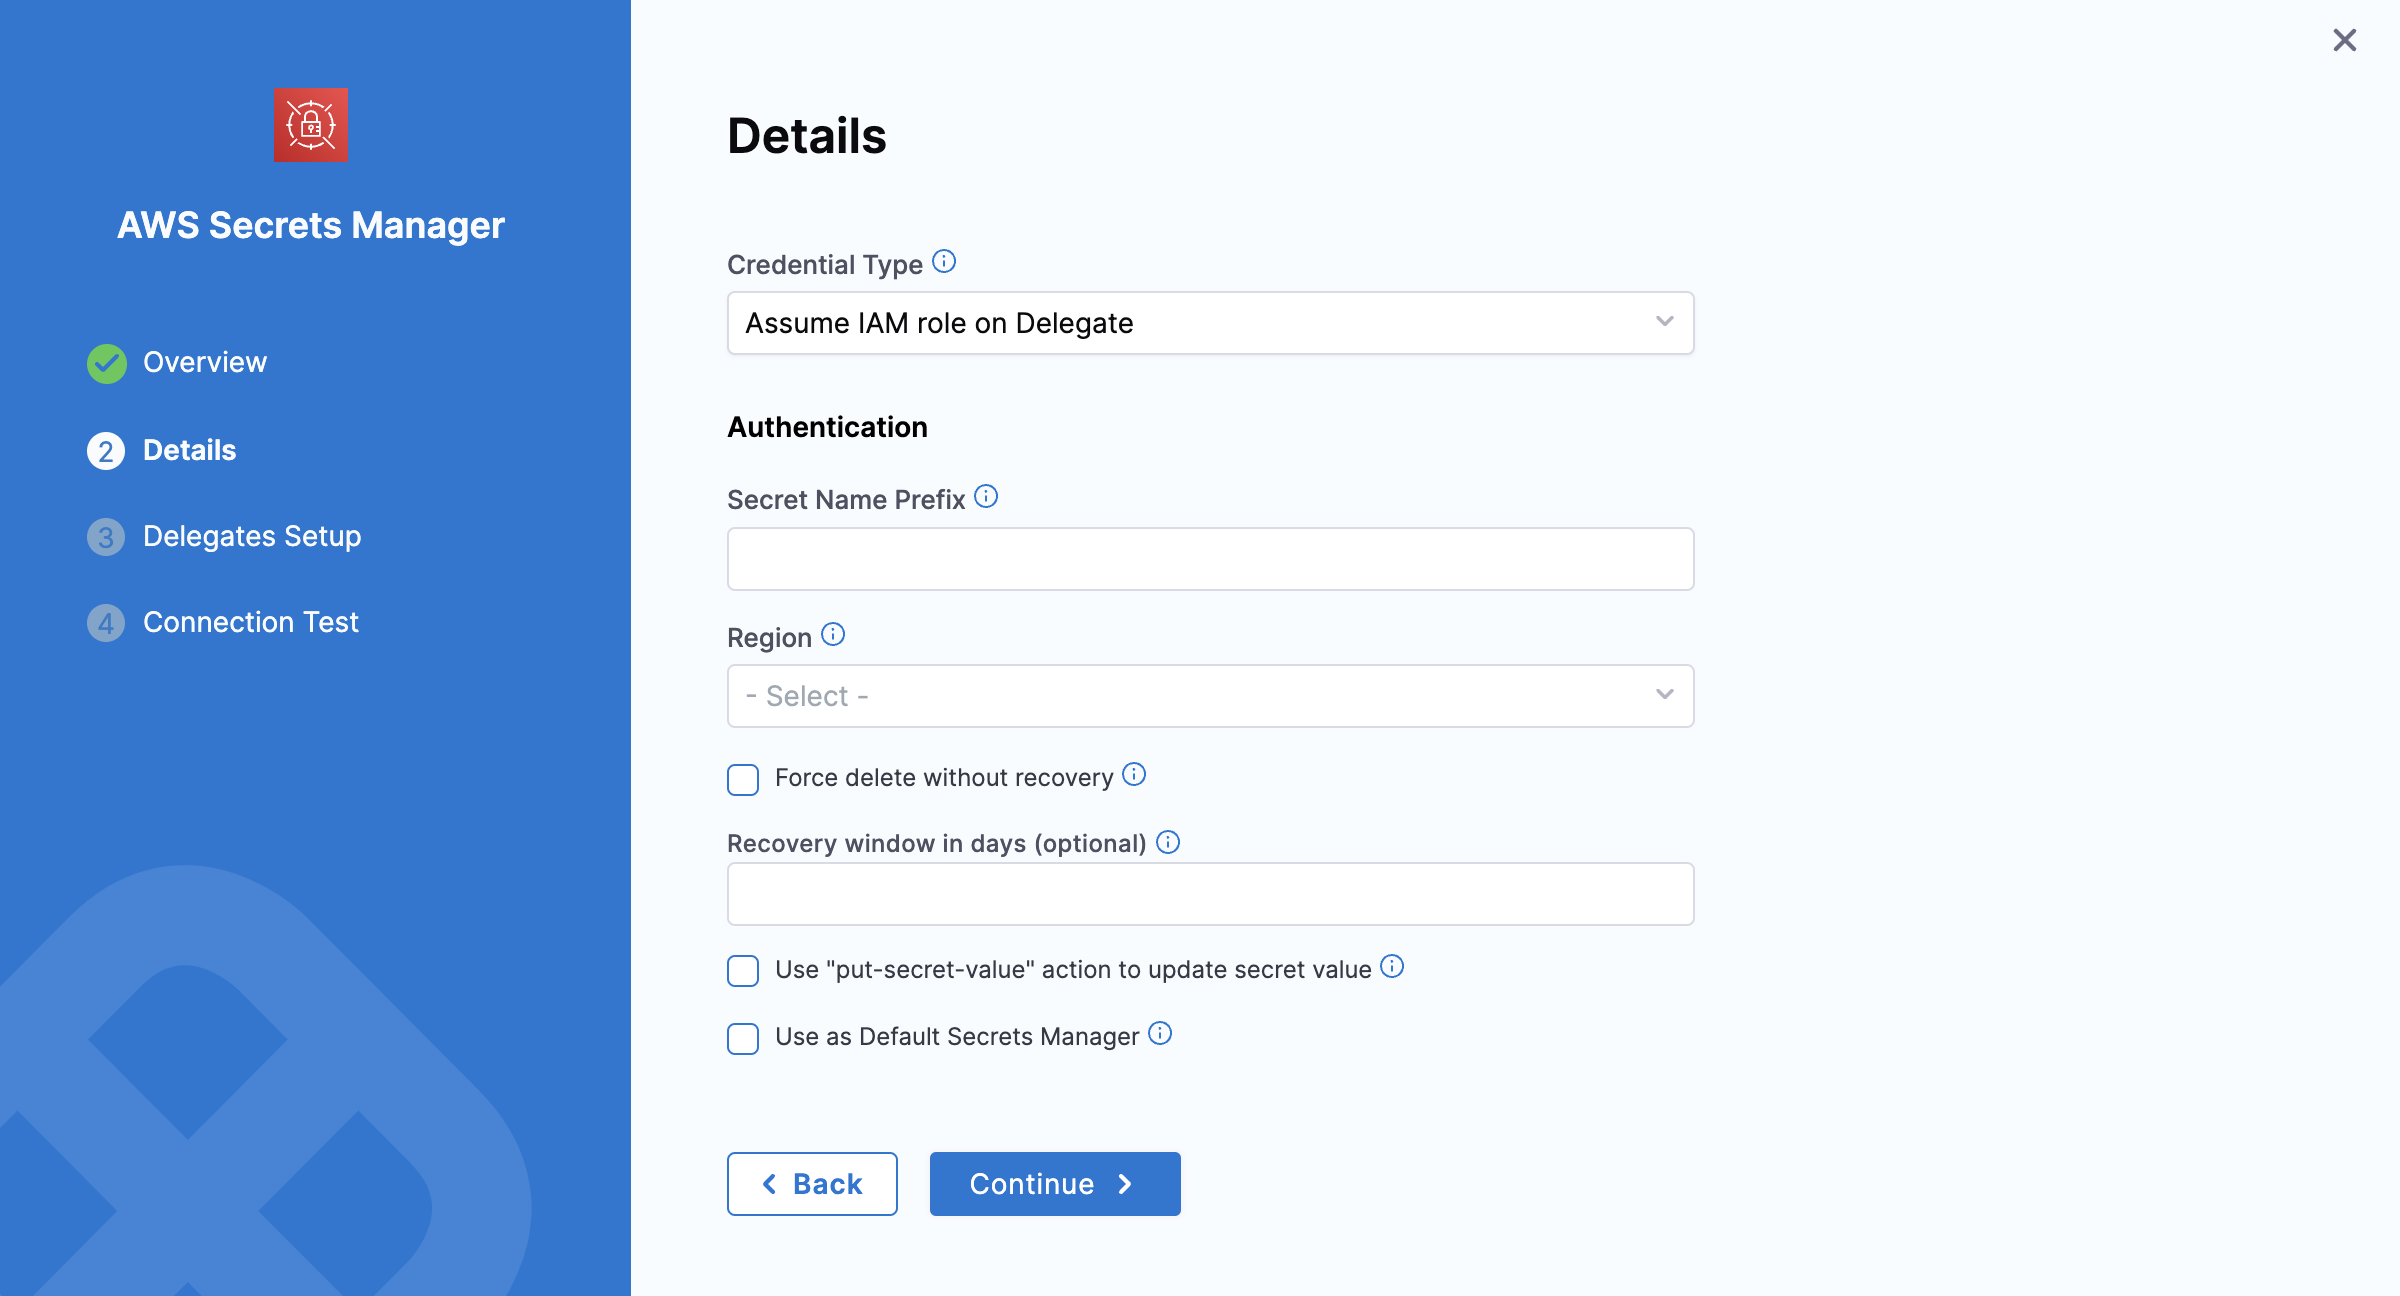 AWS Secrets Manager
Overview
2 Details
3 Delegates Setup
4 Connection Test
Details
Credential Type
Assume IAM role on Delegate
Authentication
Secret Name Prefix
Region
- Select -
Force delete without recovery
Recovery window in days (optional)
Use "put-secret-value" action to update secret value
Use as Default Secrets Manager
Back
Continue